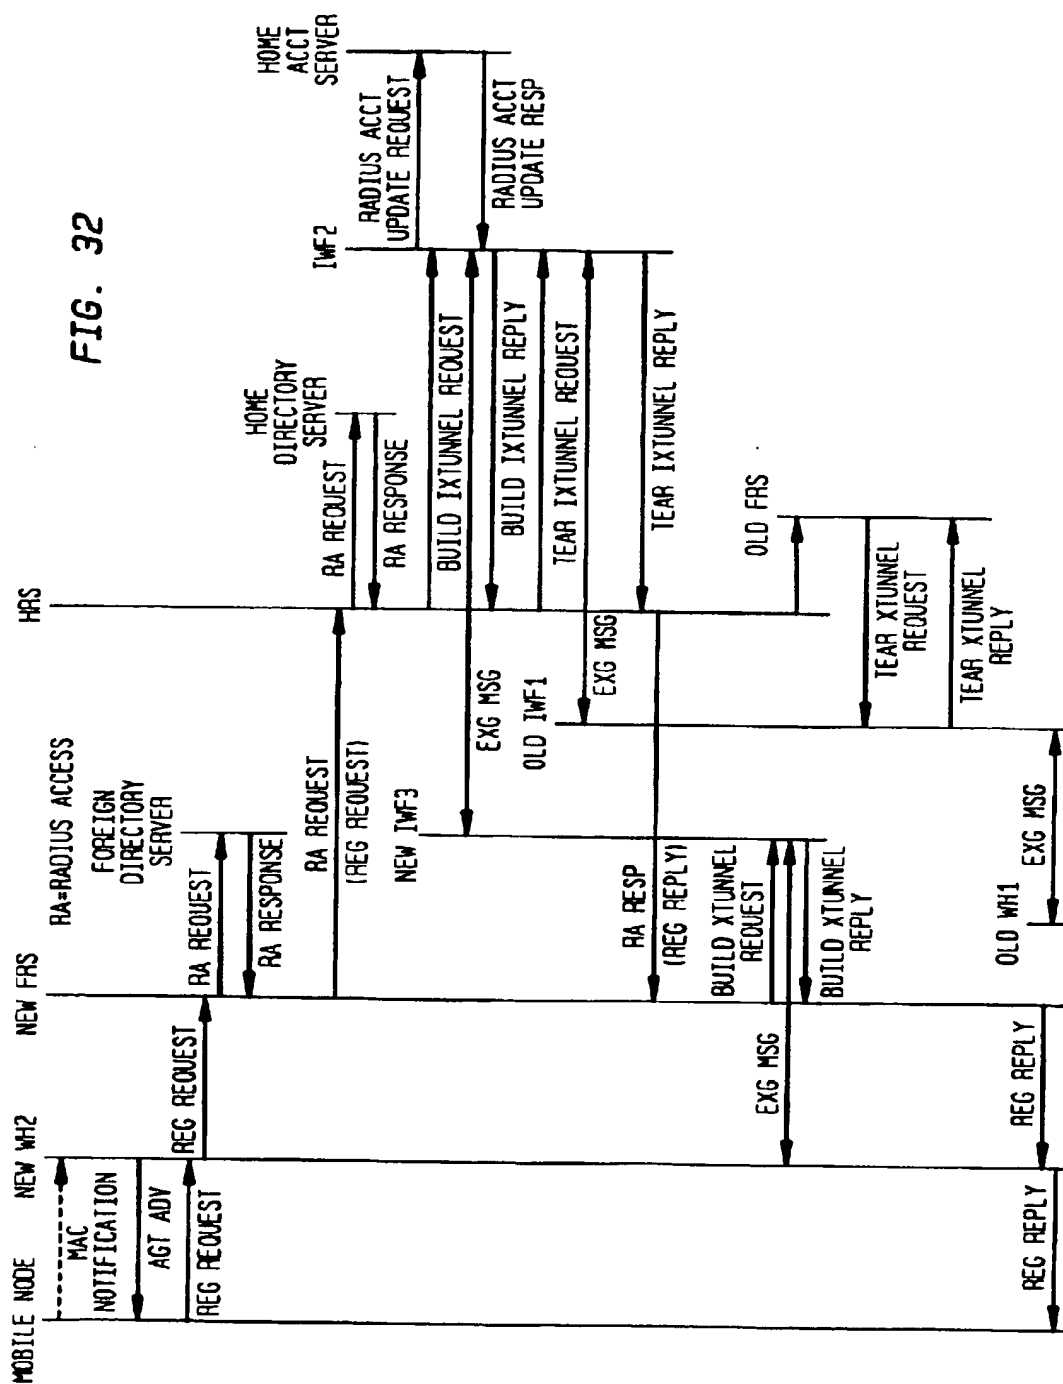 FIG. 32
RA=RADIUS ACCESS
MOBILE NODE
NEW WH2
NEW FRS
FOREIGN
DIRECTORY
SERVER
HRS
HOME
DIRECTORY
SERVER
IWF2
HOME
ACCT
SERVER
MAC
NOTIFICATION
AGT ADV
REG REQUEST
REG REQUEST
RA REQUEST
RA RESPONSE
RA REQUEST
(REG REQUEST)
RA REQUEST
RA RESPONSE
RADIUS ACCT
UPDATE REQUEST
RADIUS ACCT
UPDATE RESP
BUILD IXTUNNEL REQUEST
NEW IWF3
EXG MSG
BUILD IXTUNNEL REPLY
TEAR IXTUNNEL REQUEST
OLD IWF1
EXG MSG
TEAR IXTUNNEL REPLY
RA RESP
(REG REPLY)
BUILD XTUNNEL
REQUEST
EXG MSG
BUILD XTUNNEL
REPLY
OLD FRS
TEAR XTUNNEL
REQUEST
TEAR XTUNNEL
REPLY
OLD WH1
EXG MSG
REG REPLY
REG REPLY